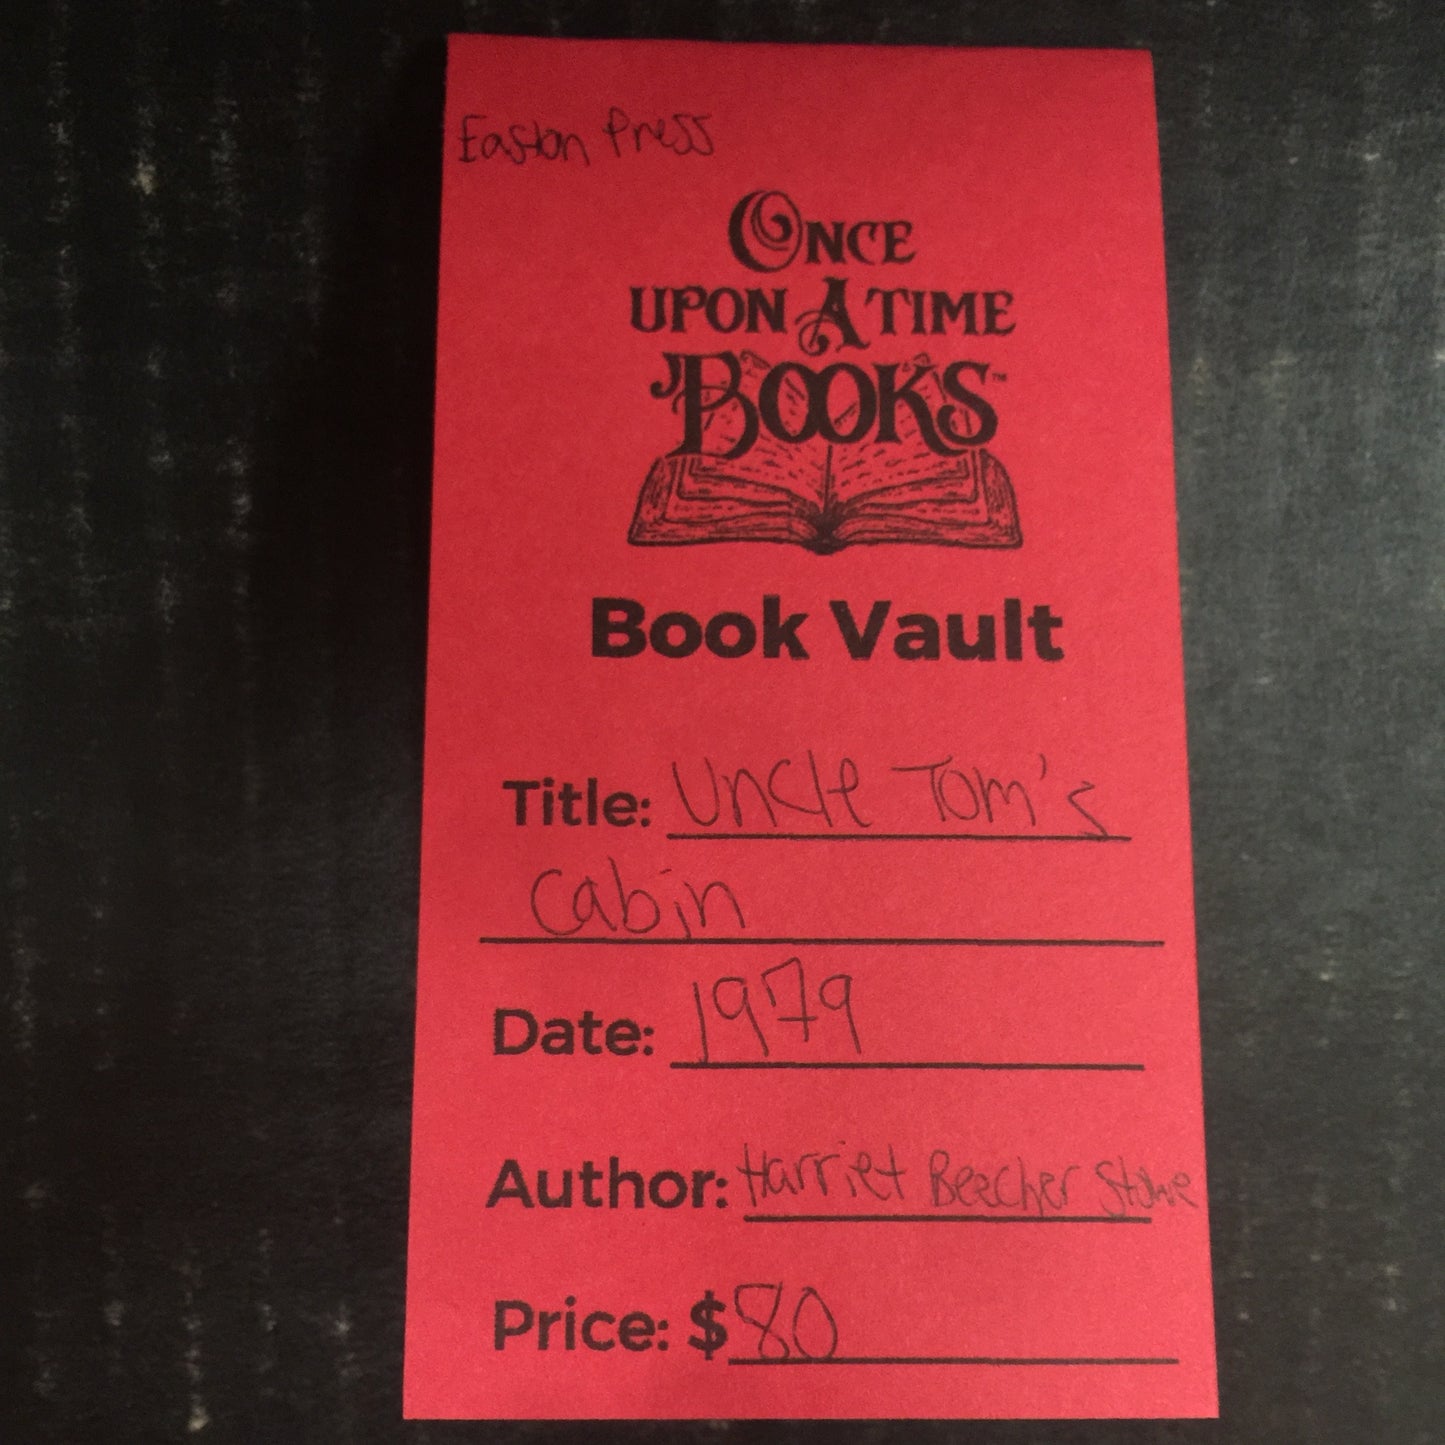 Easton Press
ONCE
UPON A TIME
BOOKS™
Book Vault
Title: Uncle Tom's
Cabin
Date: 1979
Author: Harriet Beecher Stowe
Price: $80